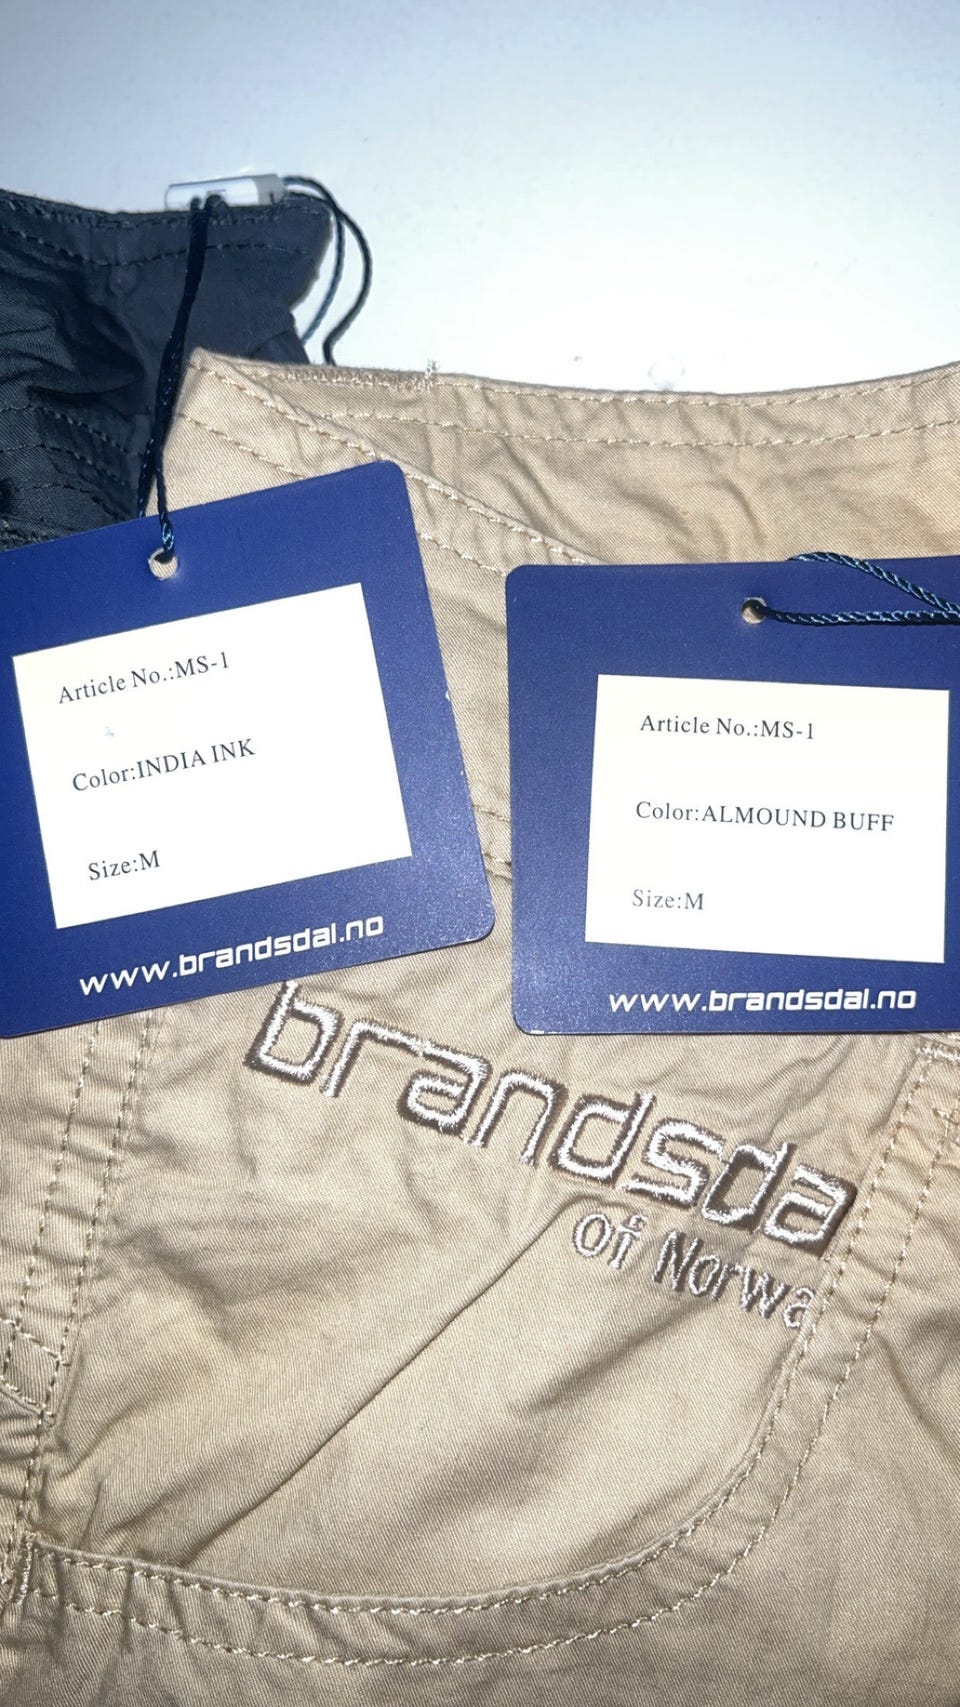 Article No.:MS-1
Color:INDIA INK
Size:M
www.brandsdal.no
Article No.:MS-1
Color:ALMOUND BUFF
Size:M
www.brandsdal.no
brandsda
of Norwa